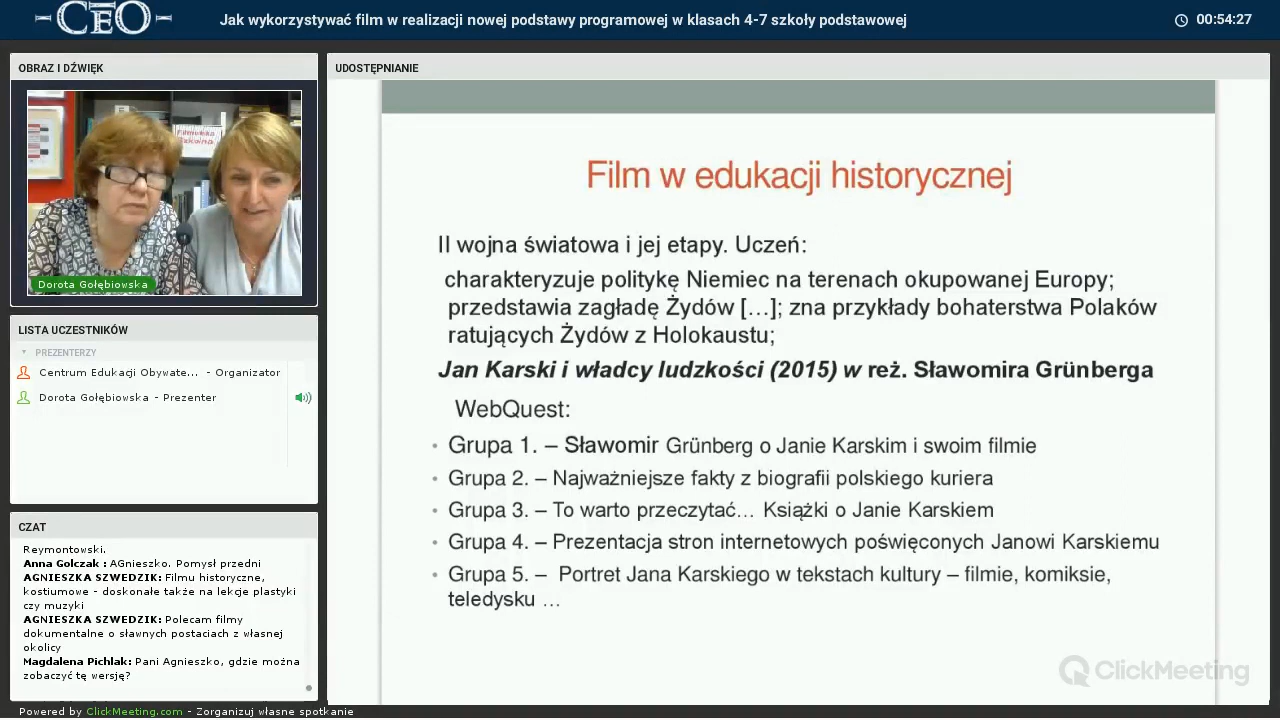 CEO
Jak wykorzystywać film w realizacji nowej podstawy programowej w klasach 4-7 szkoły podstawowej
00:54:27
OBRAZ I DŹWIĘK
Filmoteka
Szkolna
Dorota Gołębiowska
LISTA UCZESTNIKÓW
PREZENTERZY
Centrum Edukacji Obywate... - Organizator
Dorota Gołębiowska - Prezenter
CZAT
Reymontowski.
Anna Golczak : AGnieszko. Pomysł przedni
AGNIESZKA SZWEDZIK: Filmu historyczne,
kostiumowe - doskonałe także na lekcje plastyki
czy muzyki
AGNIESZKA SZWEDZIK: Polecam filmy
dokumentalne o sławnych postaciach z własnej
okolicy
Magdalena Pichlak: Pani Agnieszko, gdzie można
zobaczyć tę wersję?
UDOSTĘPNIANIE
Film w edukacji historycznej
II wojna światowa i jej etapy. Uczeń:
charakteryzuje politykę Niemiec na terenach okupowanej Europy;
przedstawia zagładę Żydów […]; zna przykłady bohaterstwa Polaków
ratujących Żydów z Holokaustu;
Jan Karski i władcy ludzkości (2015) w reż. Sławomira Grünberga
WebQuest:
• Grupa 1. – Sławomir Grünberg o Janie Karskim i swoim filmie
• Grupa 2. – Najważniejsze fakty z biografii polskiego kuriera
• Grupa 3. – To warto przeczytać… Książki o Janie Karskiem
• Grupa 4. – Prezentacja stron internetowych poświęconych Janowi Karskiemu
• Grupa 5. – Portret Jana Karskiego w tekstach kultury – filmie, komiksie,
teledysku …
ClickMeeting
Powered by ClickMeeting.com - Zorganizuj własne spotkanie